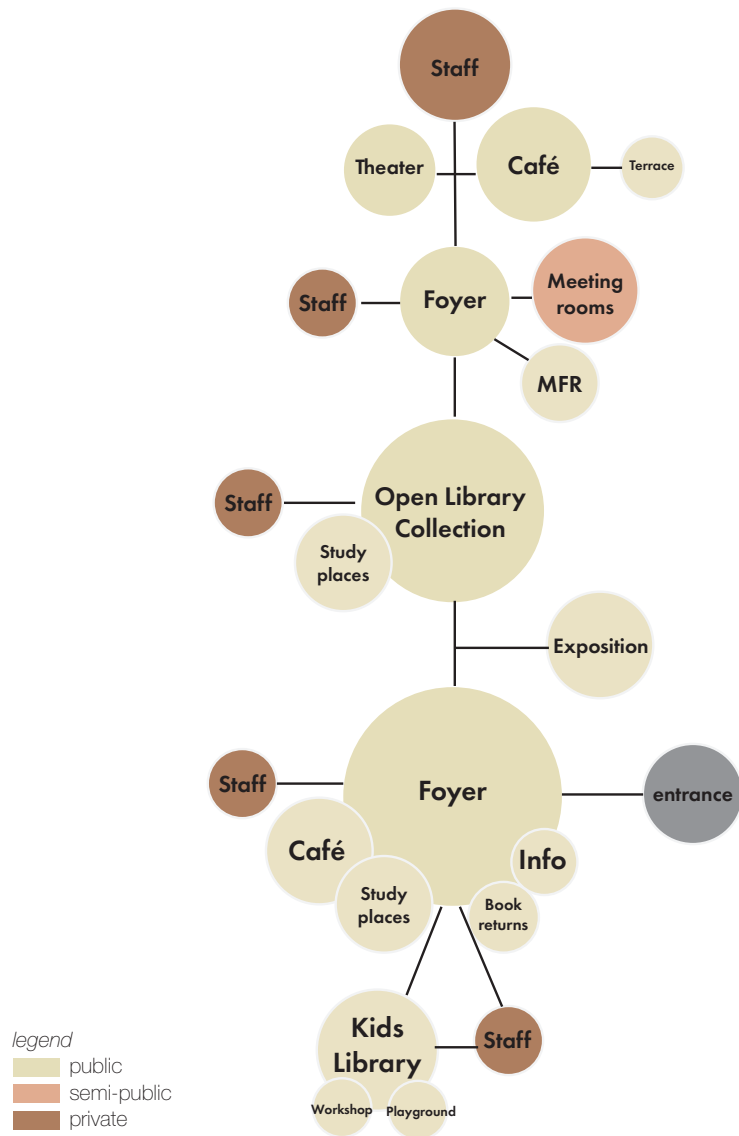 Staff
Theater
Café
Terrace
Staff
Foyer
Meeting
rooms
MFR
Staff
Open Library
Collection
Study
places
Exposition
Staff
Foyer
entrance
Café
Info
Study
places
Book
returns
Kids
Library
Staff
Workshop
Playground
legend
public
semi-public
private